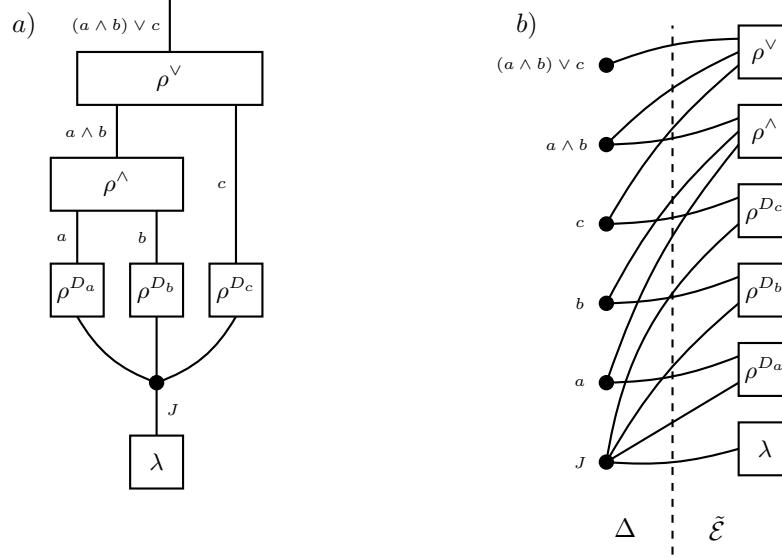 a)
(a ∧ b) ∨ c
ρ^∨
a ∧ b
ρ^∧
c
a
b
ρ^{D_a}
ρ^{D_b}
ρ^{D_c}
J
λ
b)
(a ∧ b) ∨ c
ρ^∨
a ∧ b
ρ^∧
c
ρ^{D_c}
b
ρ^{D_b}
a
ρ^{D_a}
J
λ
Δ
ℰ̃